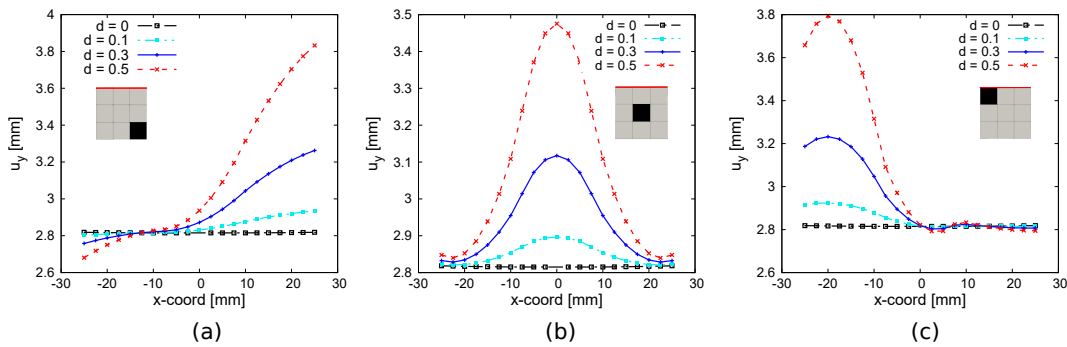 d = 0
d = 0.1
d = 0.3
d = 0.5
4
3.8
3.6
3.4
3.2
3
2.8
2.6
u_y [mm]
-30 -20 -10 0 10 20 30
x-coord [mm]
(a)
d = 0
d = 0.1
d = 0.3
d = 0.5
3.5
3.4
3.3
3.2
3.1
3
2.9
2.8
u_y [mm]
-30 -20 -10 0 10 20 30
x-coord [mm]
(b)
d = 0
d = 0.1
d = 0.3
d = 0.5
3.8
3.6
3.4
3.2
3
2.8
2.6
u_y [mm]
-30 -20 -10 0 10 20 30
x-coord [mm]
(c)